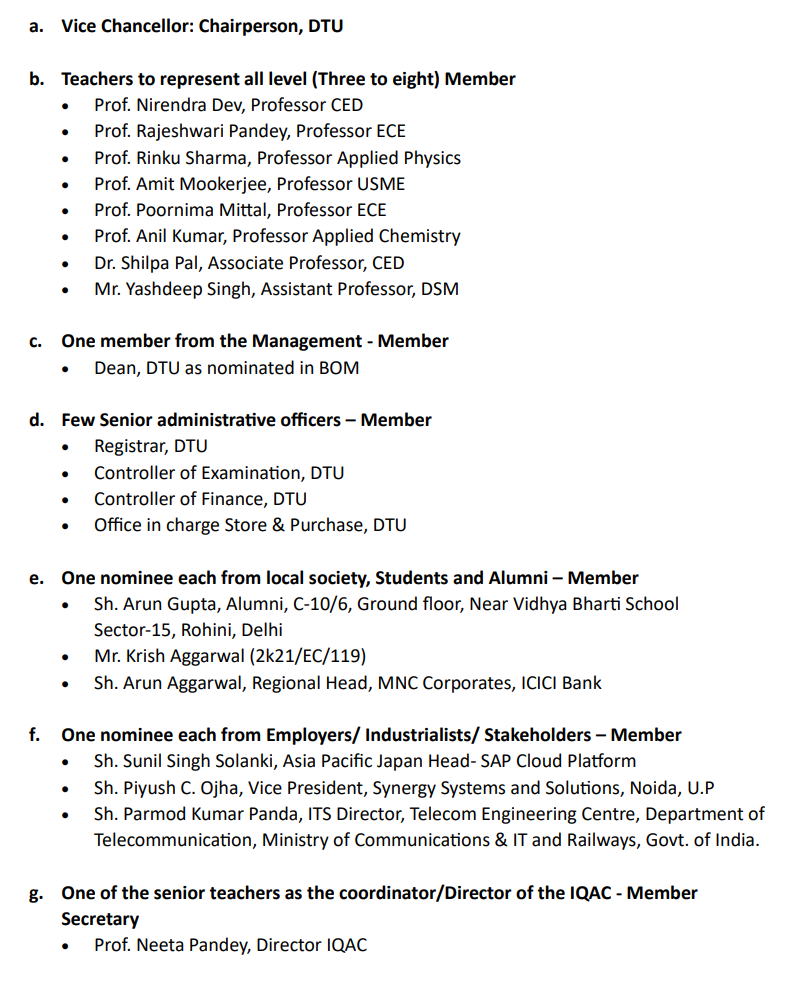 a. Vice Chancellor: Chairperson, DTU
b. Teachers to represent all level (Three to eight) Member
• Prof. Nirendra Dev, Professor CED
• Prof. Rajeshwari Pandey, Professor ECE
• Prof. Rinku Sharma, Professor Applied Physics
• Prof. Amit Mookerjee, Professor USME
• Prof. Poornima Mittal, Professor ECE
• Prof. Anil Kumar, Professor Applied Chemistry
• Dr. Shilpa Pal, Associate Professor, CED
• Mr. Yashdeep Singh, Assistant Professor, DSM
c. One member from the Management - Member
• Dean, DTU as nominated in BOM
d. Few Senior administrative officers – Member
• Registrar, DTU
• Controller of Examination, DTU
• Controller of Finance, DTU
• Office in charge Store & Purchase, DTU
e. One nominee each from local society, Students and Alumni – Member
• Sh. Arun Gupta, Alumni, C-10/6, Ground floor, Near Vidhya Bharti School
Sector-15, Rohini, Delhi
• Mr. Krish Aggarwal (2k21/EC/119)
• Sh. Arun Aggarwal, Regional Head, MNC Corporates, ICICI Bank
f. One nominee each from Employers/ Industrialists/ Stakeholders – Member
• Sh. Sunil Singh Solanki, Asia Pacific Japan Head- SAP Cloud Platform
• Sh. Piyush C. Ojha, Vice President, Synergy Systems and Solutions, Noida, U.P
• Sh. Parmod Kumar Panda, ITS Director, Telecom Engineering Centre, Department of
Telecommunication, Ministry of Communications & IT and Railways, Govt. of India.
g. One of the senior teachers as the coordinator/Director of the IQAC - Member
Secretary
• Prof. Neeta Pandey, Director IQAC